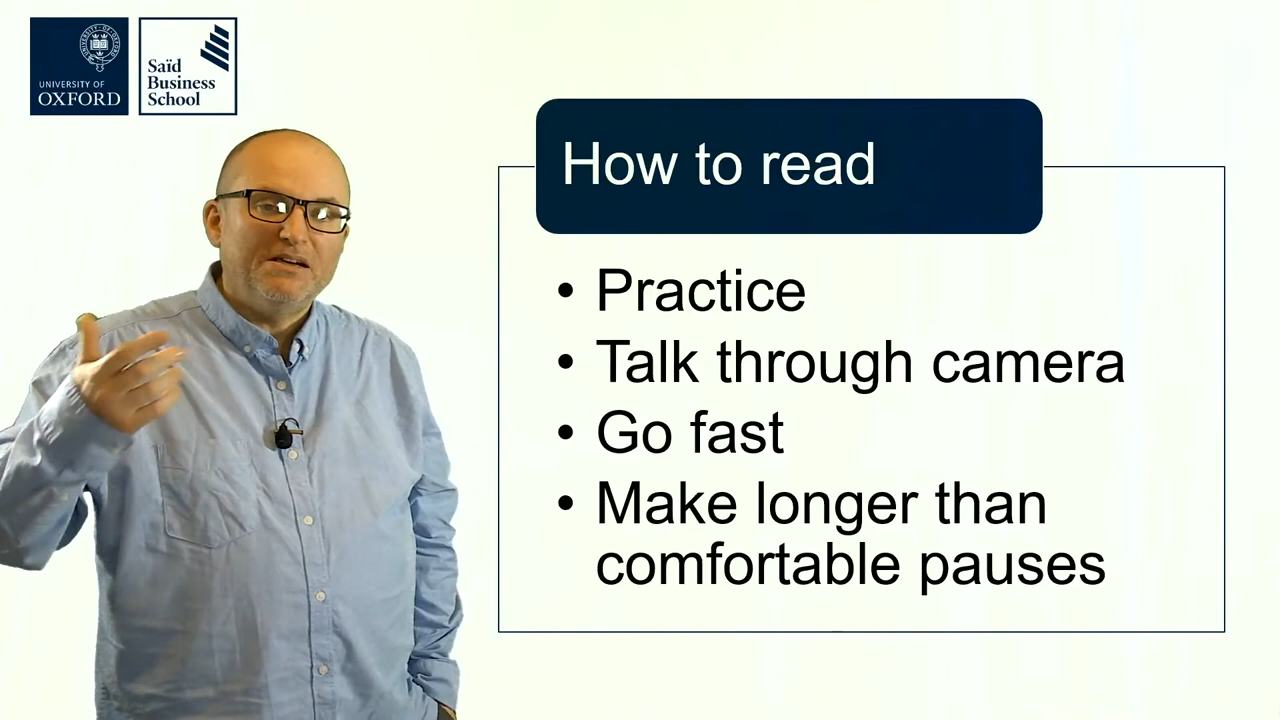 UNIVERSITY OF
OXFORD
Saïd
Business
School
How to read
• Practice
• Talk through camera
• Go fast
• Make longer than
comfortable pauses